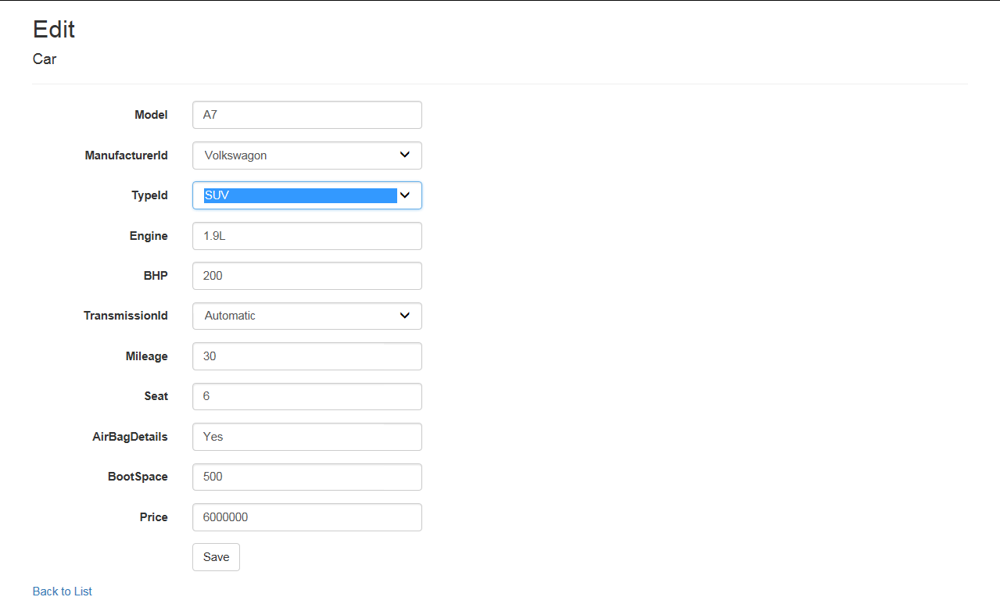 Edit
Car
Model A7
ManufacturerId Volkswagon
TypeId SUV
Engine 1.9L
BHP 200
TransmissionId Automatic
Mileage 30
Seat 6
AirBagDetails Yes
BootSpace 500
Price 6000000
Save
Back to List